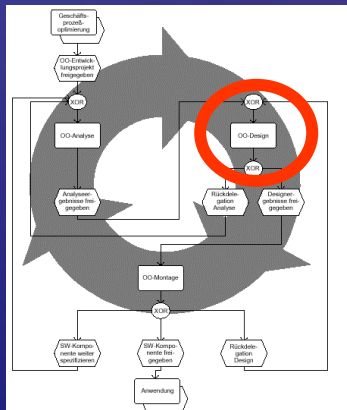 Geschäfts-
prozeß-
optimierung
OO-Entwick-
lungsprojekt
freigegeben
XOR
XOR
OO-Analyse
OO-Design
XOR
Analyseer-
gebnisse frei-
gegeben
Rückdele-
gation
Analyse
Designer-
gebnisse frei-
gegeben
OO-Montage
XOR
SW-Kompo-
nente weiter
spezifizieren
SW-Kompo-
nente frei-
gegeben
Rückdele-
gation
Design
Anwendung